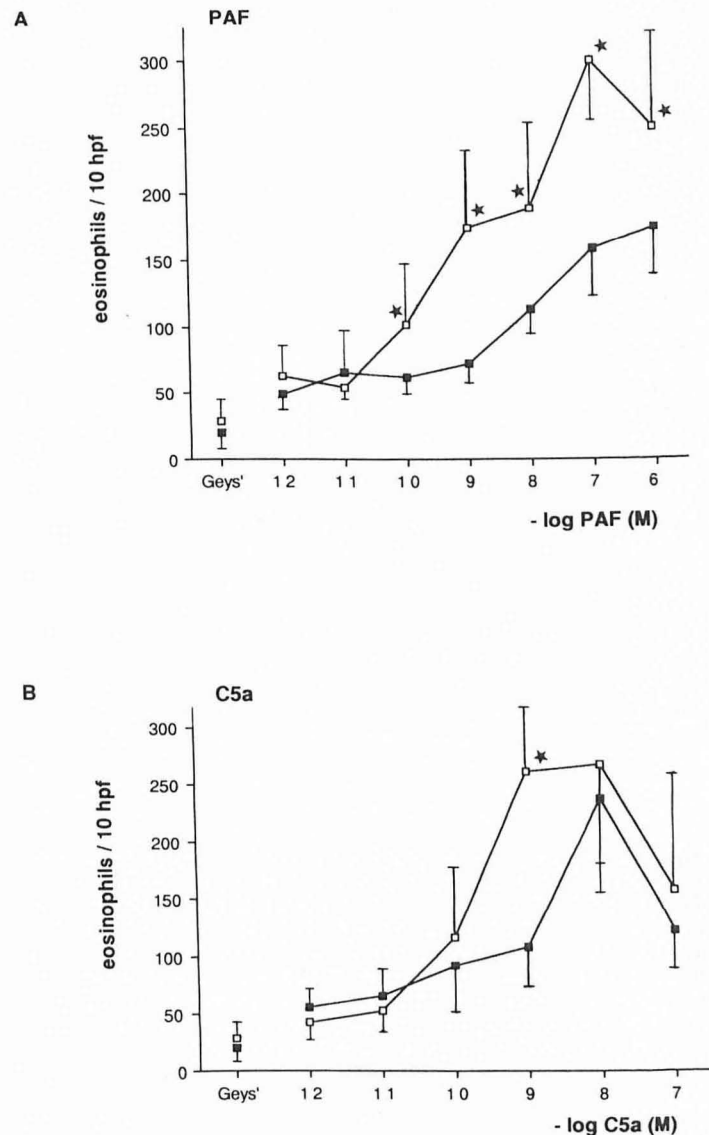 A
PAF
300
250
200
150
100
50
0
eosinophils / 10 hpf
Geys' 12 11 10 9 8 7 6
- log PAF (M)
B
C5a
300
250
200
150
100
50
0
eosinophils / 10 hpf
Geys' 12 11 10 9 8 7
- log C5a (M)